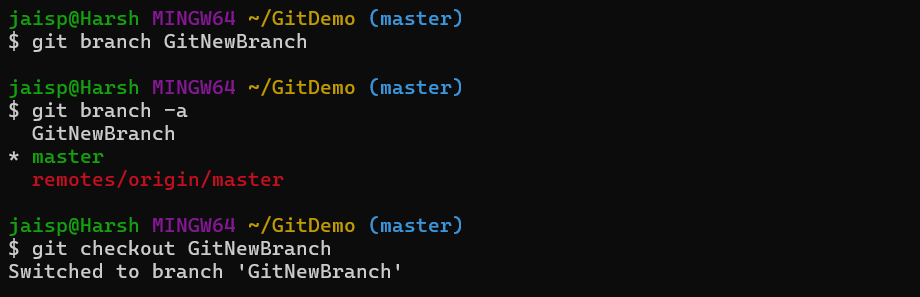 jaisp@Harsh MINGW64 ~/GitDemo (master)
$ git branch GitNewBranch
jaisp@Harsh MINGW64 ~/GitDemo (master)
$ git branch -a
  GitNewBranch
* master
  remotes/origin/master
jaisp@Harsh MINGW64 ~/GitDemo (master)
$ git checkout GitNewBranch
Switched to branch 'GitNewBranch'